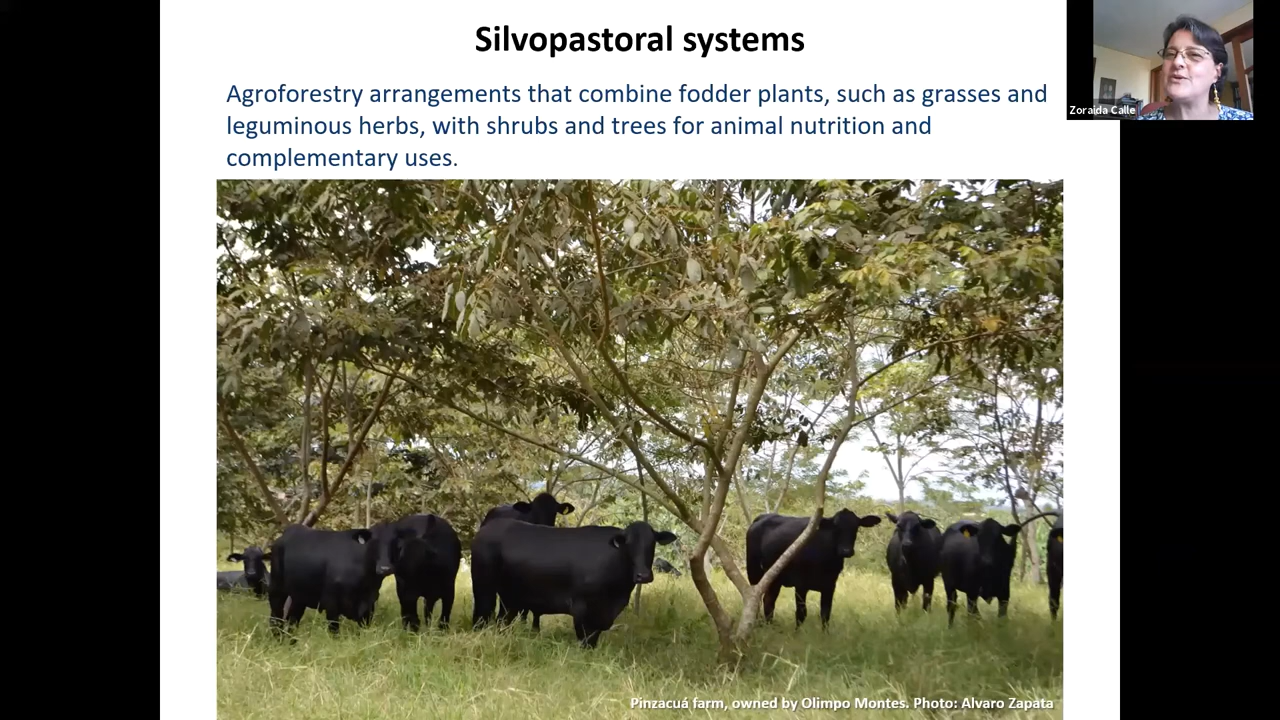 Silvopastoral systems
Agroforestry arrangements that combine fodder plants, such as grasses and
leguminous herbs, with shrubs and trees for animal nutrition and
complementary uses.
Zoraida Calle
Pinzacuá farm, owned by Olimpo Montes. Photo: Alvaro Zapata